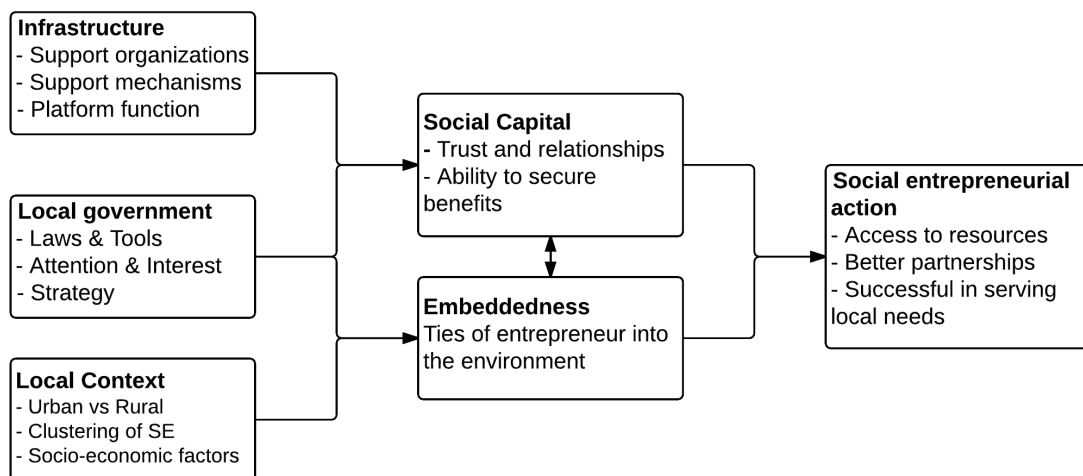 Infrastructure
- Support organizations
- Support mechanisms
- Platform function
Local government
- Laws & Tools
- Attention & Interest
- Strategy
Local Context
- Urban vs Rural
- Clustering of SE
- Socio-economic factors
Social Capital
- Trust and relationships
- Ability to secure
benefits
Embeddedness
Ties of entrepreneur into
the environment
Social entrepreneurial
action
- Access to resources
- Better partnerships
- Successful in serving
local needs